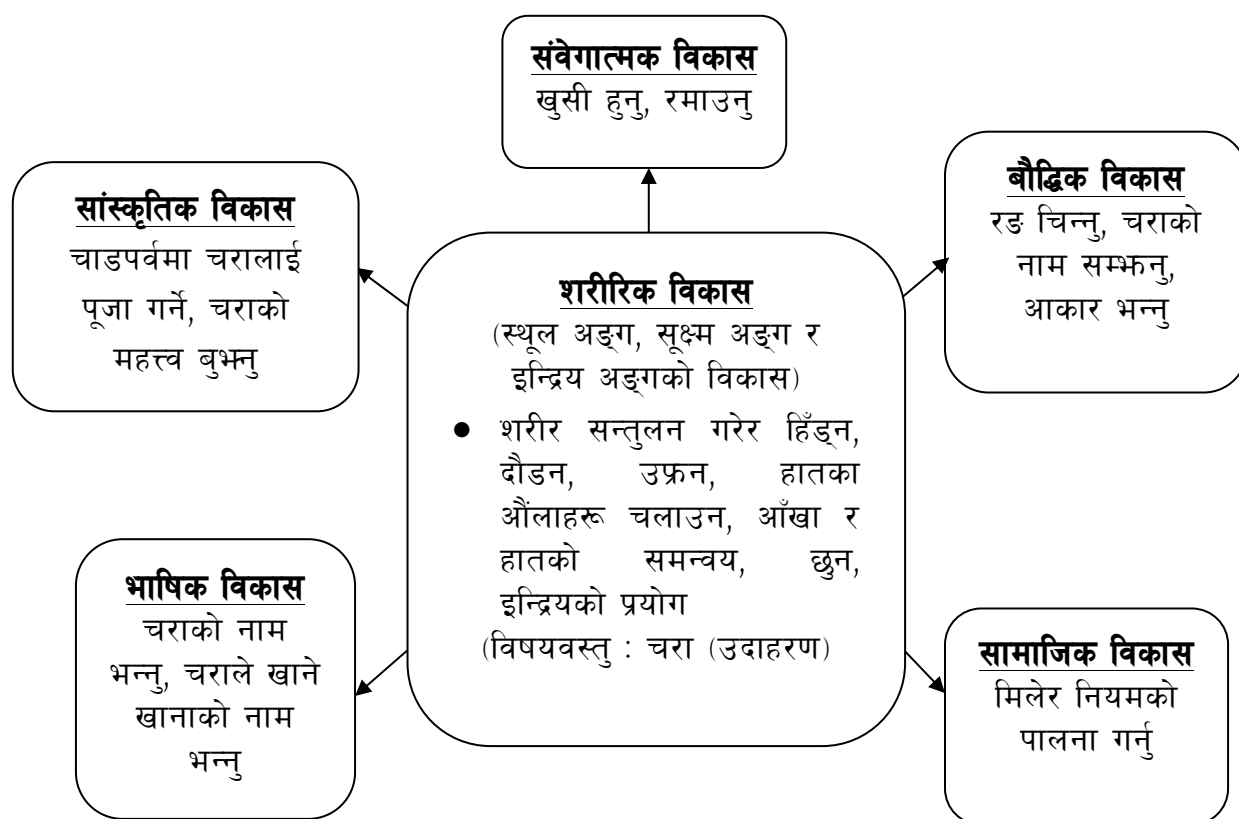 संवेगात्मक विकास
खुसी हुनु, रमाउनु
सांस्कृतिक विकास
चाडपर्वमा चरालाई
पूजा गर्ने, चराको
महत्त्व बुझ्नु
बौद्धिक विकास
रङ चिन्नु, चराको
नाम सम्झनु,
आकार भन्नु
शरीरिक विकास
(स्थूल अङ्ग, सूक्ष्म अङ्ग र
इन्द्रिय अङ्गको विकास)
● शरीर सन्तुलन गरेर हिँड्न,
दौडन, उफ्रन, हातका
औंलाहरू चलाउन, आँखा र
हातको समन्वय, छुन,
इन्द्रियको प्रयोग
(विषयवस्तु : चरा (उदाहरण)
भाषिक विकास
चराको नाम
भन्नु, चराले खाने
खानाको नाम
भन्नु
सामाजिक विकास
मिलेर नियमको
पालना गर्नु